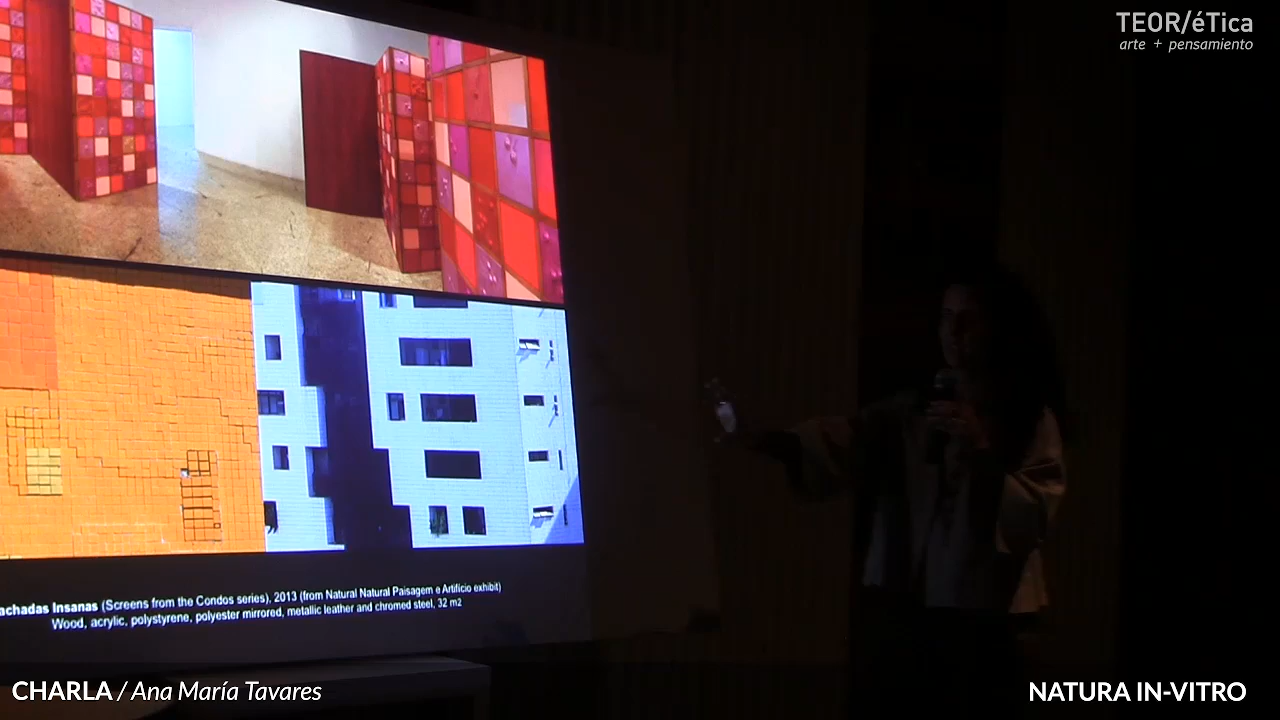 TEOR/éTica
arte + pensamiento
achadas Insanas (Screens from the Condos series), 2013 (from Natural Natural Paisagem e Artifício exhibit)
Wood, acrylic, polystyrene, polyester mirrored, metallic leather and chromed steel, 32 m2
CHARLA / Ana María Tavares
NATURA IN-VITRO